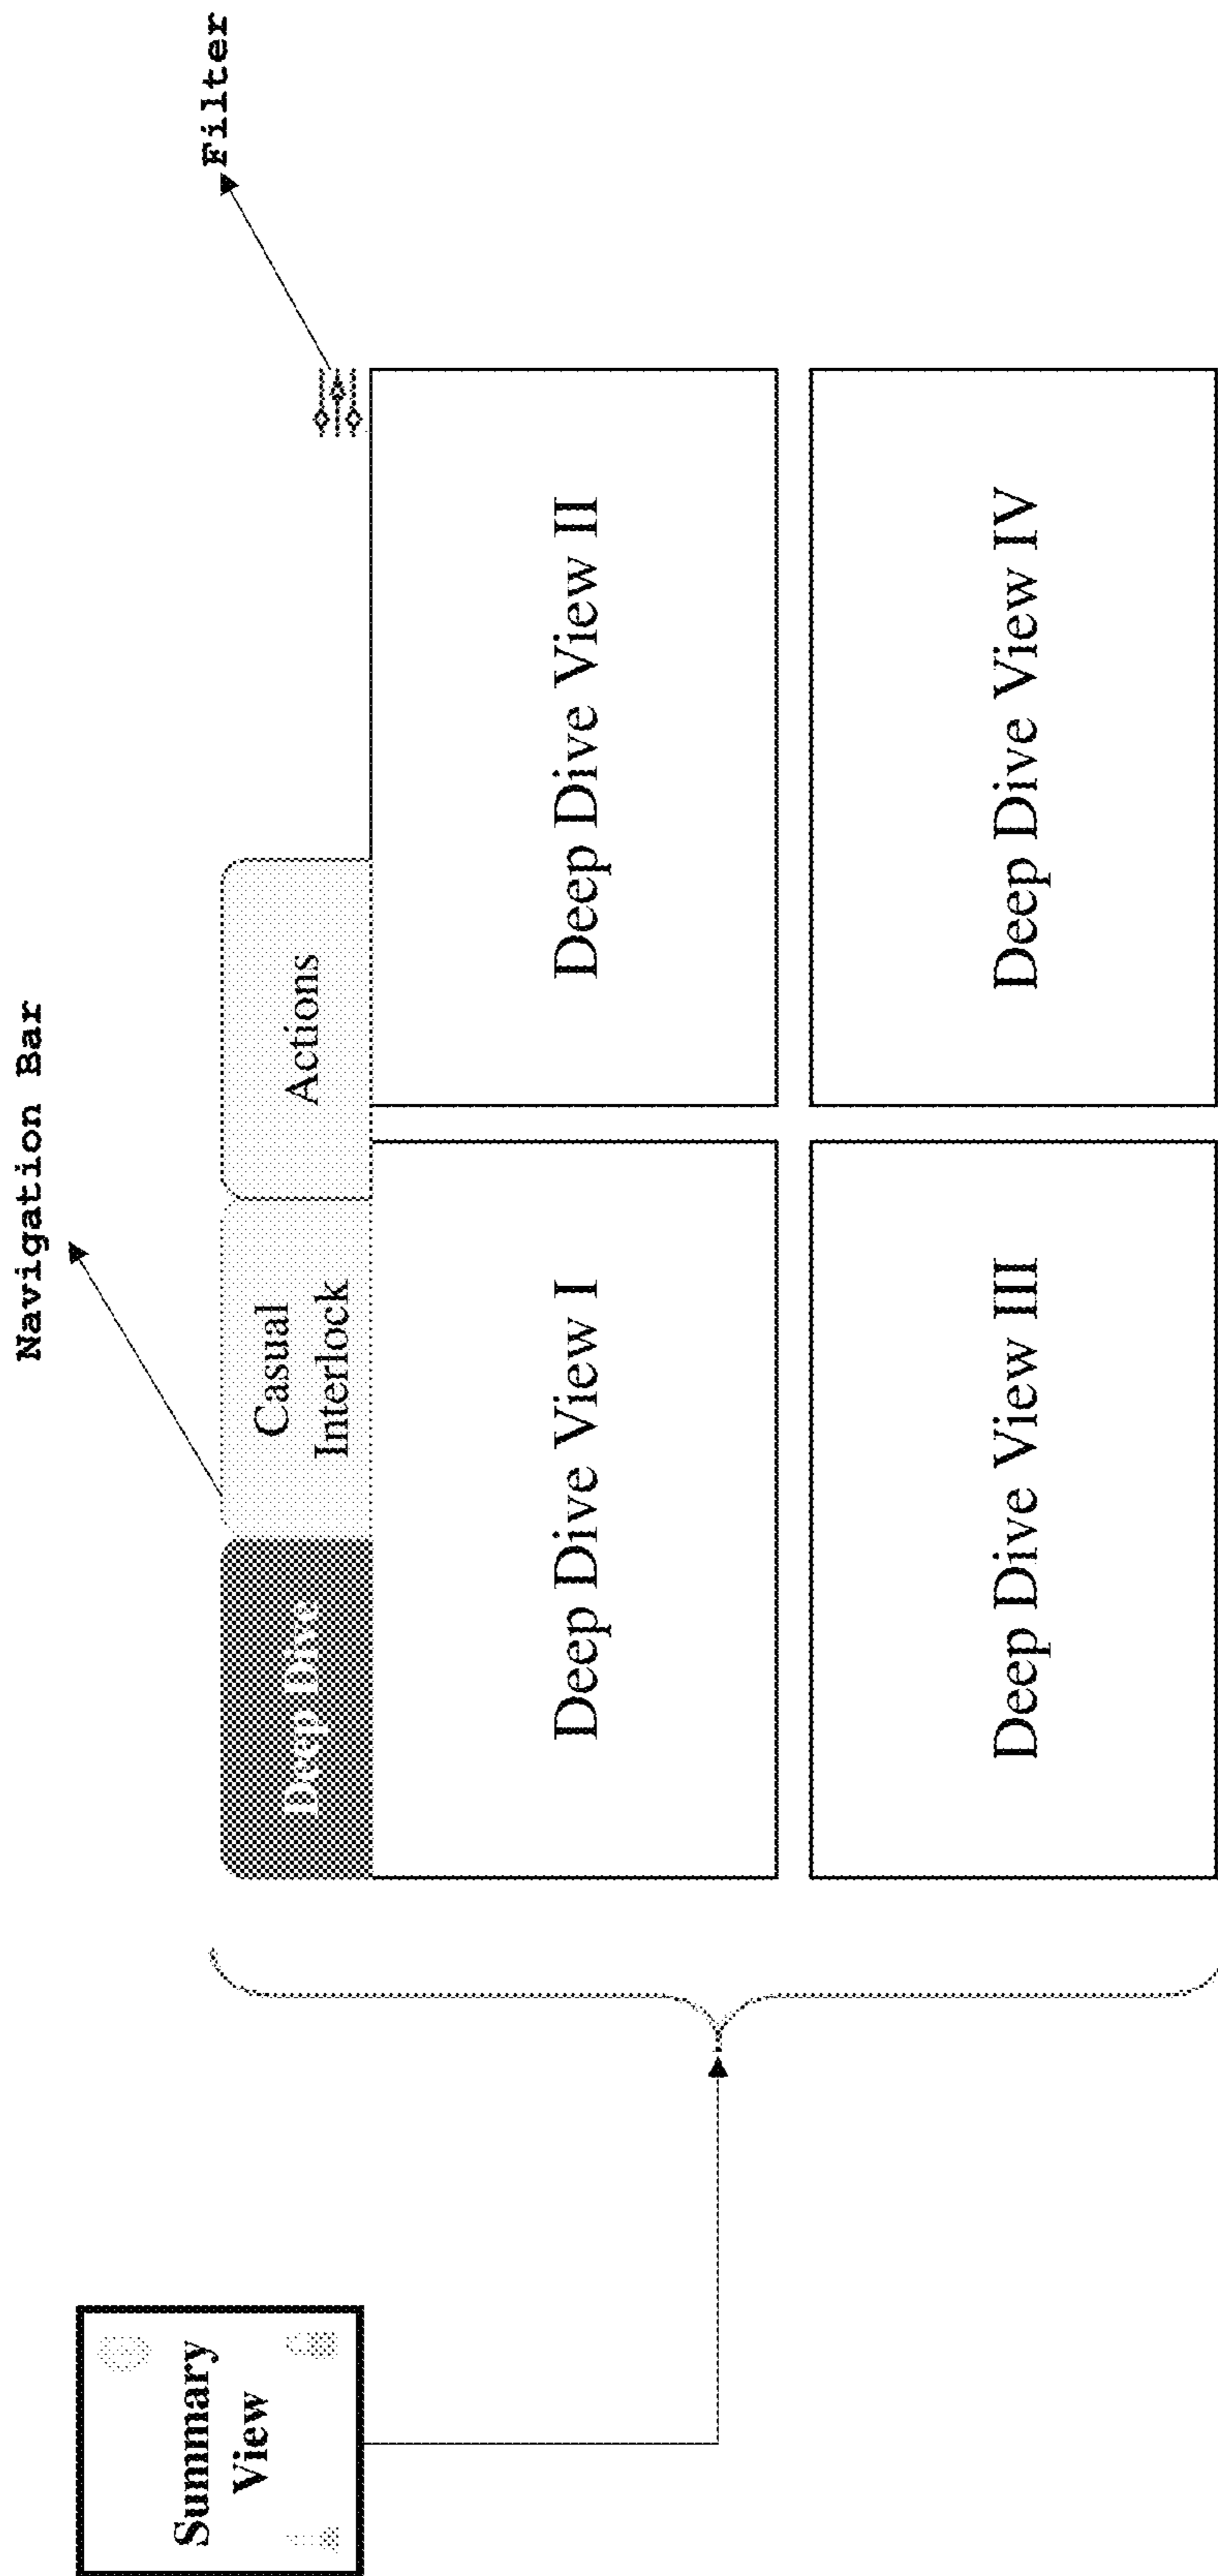 Navigation Bar
Filter
Summary
View
Deep Dive
Casual
Interlock
Actions
Deep Dive View I
Deep Dive View II
Deep Dive View III
Deep Dive View IV